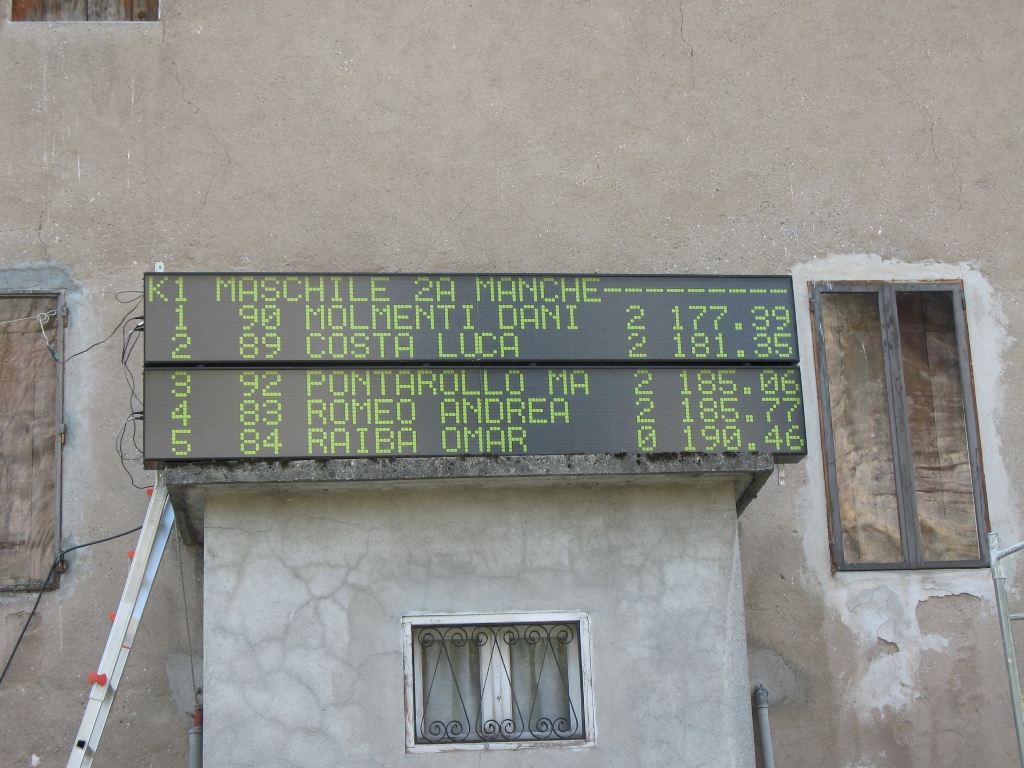 K1 MASCHILE 2A MANCHE-----------
1 90 MOLMENTI DANI 2 177.39
2 89 COSTA LUCA 2 181.35
3 92 PONTAROLLO MA 2 185.06
4 83 ROMEO ANDREA 2 185.77
5 84 RAIBA OMAR 0 190.46